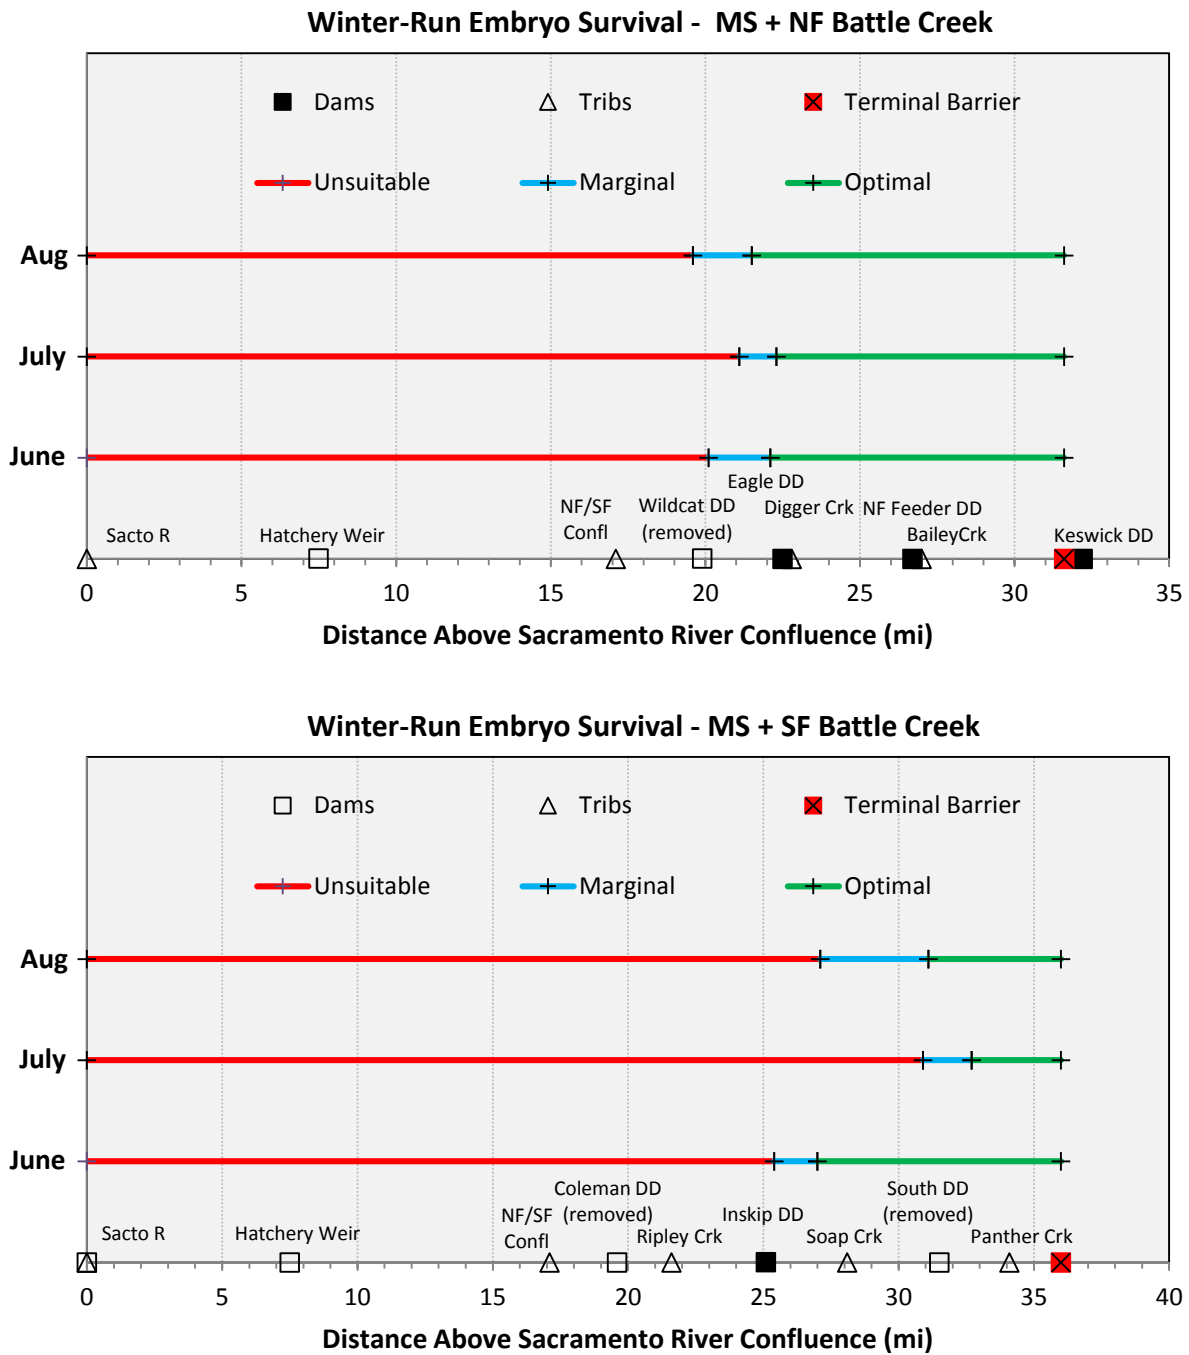 Winter-Run Embryo Survival -  MS + NF Battle Creek
Dams
Tribs
Terminal Barrier
Unsuitable
Marginal
Optimal
Aug
July
June
Eagle DD
Sacto R
Hatchery Weir
NF/SF
Confl
Wildcat DD
(removed)
Digger Crk
NF Feeder DD
BaileyCrk
Keswick DD
0 5 10 15 20 25 30 35
Distance Above Sacramento River Confluence (mi)
Winter-Run Embryo Survival - MS + SF Battle Creek
Dams
Tribs
Terminal Barrier
Unsuitable
Marginal
Optimal
Aug
July
June
Sacto R
Hatchery Weir
NF/SF
Confl
Coleman DD
(removed)
Ripley Crk
Inskip DD
Soap Crk
South DD
(removed)
Panther Crk
0 5 10 15 20 25 30 35 40
Distance Above Sacramento River Confluence (mi)